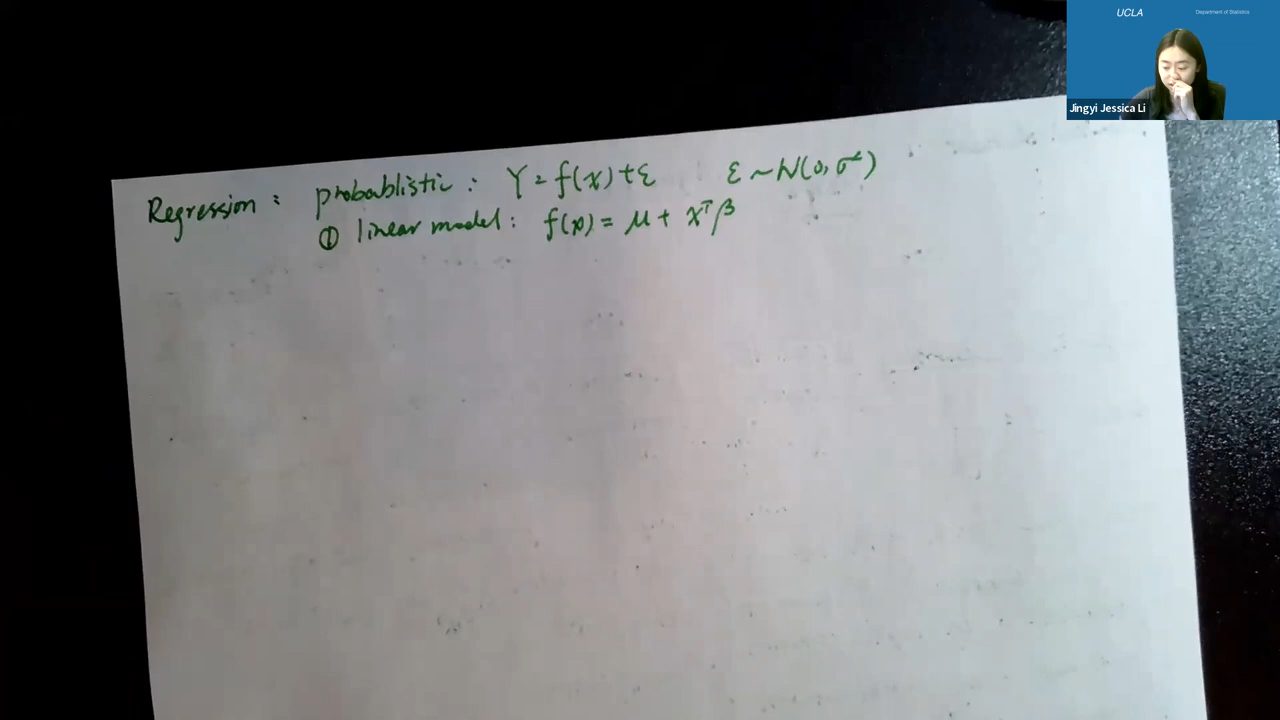 UCLA Department of Statistics
Jingyi Jessica Li
Regression: probablistic: Y = f(x) + ε ε ~ N(0, σ²)
① linear model: f(x) = μ + xᵀβ